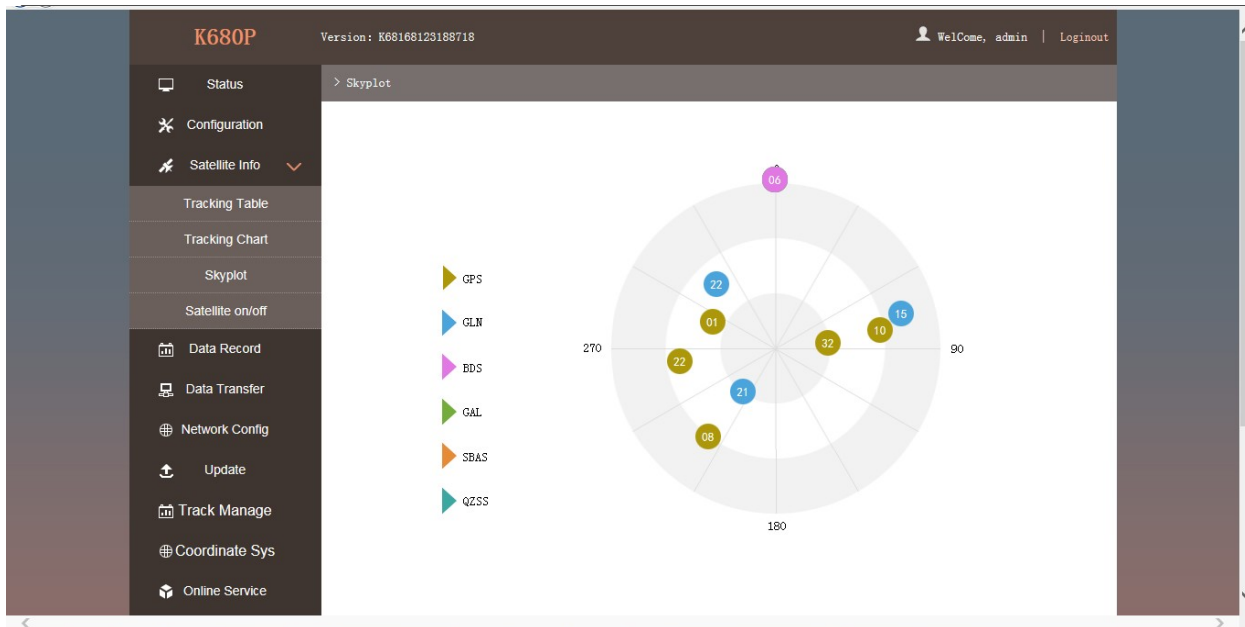 K680P
Version: K68168123188718
WelCome, admin | Loginout
Status
Configuration
Satellite Info
Tracking Table
Tracking Chart
Skyplot
Satellite on/off
Data Record
Data Transfer
Network Config
Update
Track Manage
Coordinate Sys
Online Service
> Skyplot
GPS
GLN
BDS
GAL
SBAS
QZSS
06
22
01
15
10
32
270
90
22
21
08
180